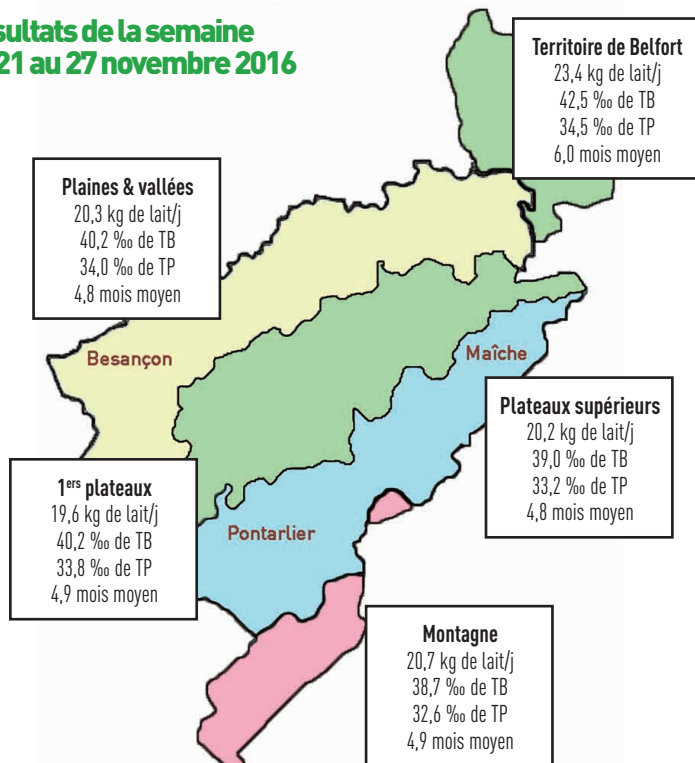 sultats de la semaine
21 au 27 novembre 2016
Territoire de Belfort
23,4 kg de lait/j
42,5 ‰ de TB
34,5 ‰ de TP
6,0 mois moyen
Plaines & vallées
20,3 kg de lait/j
40,2 ‰ de TB
34,0 ‰ de TP
4,8 mois moyen
Besançon
Maîche
Plateaux supérieurs
20,2 kg de lait/j
39,0 ‰ de TB
33,2 ‰ de TP
4,8 mois moyen
1ers plateaux
19,6 kg de lait/j
40,2 ‰ de TB
33,8 ‰ de TP
4,9 mois moyen
Pontarlier
Montagne
20,7 kg de lait/j
38,7 ‰ de TB
32,6 ‰ de TP
4,9 mois moyen